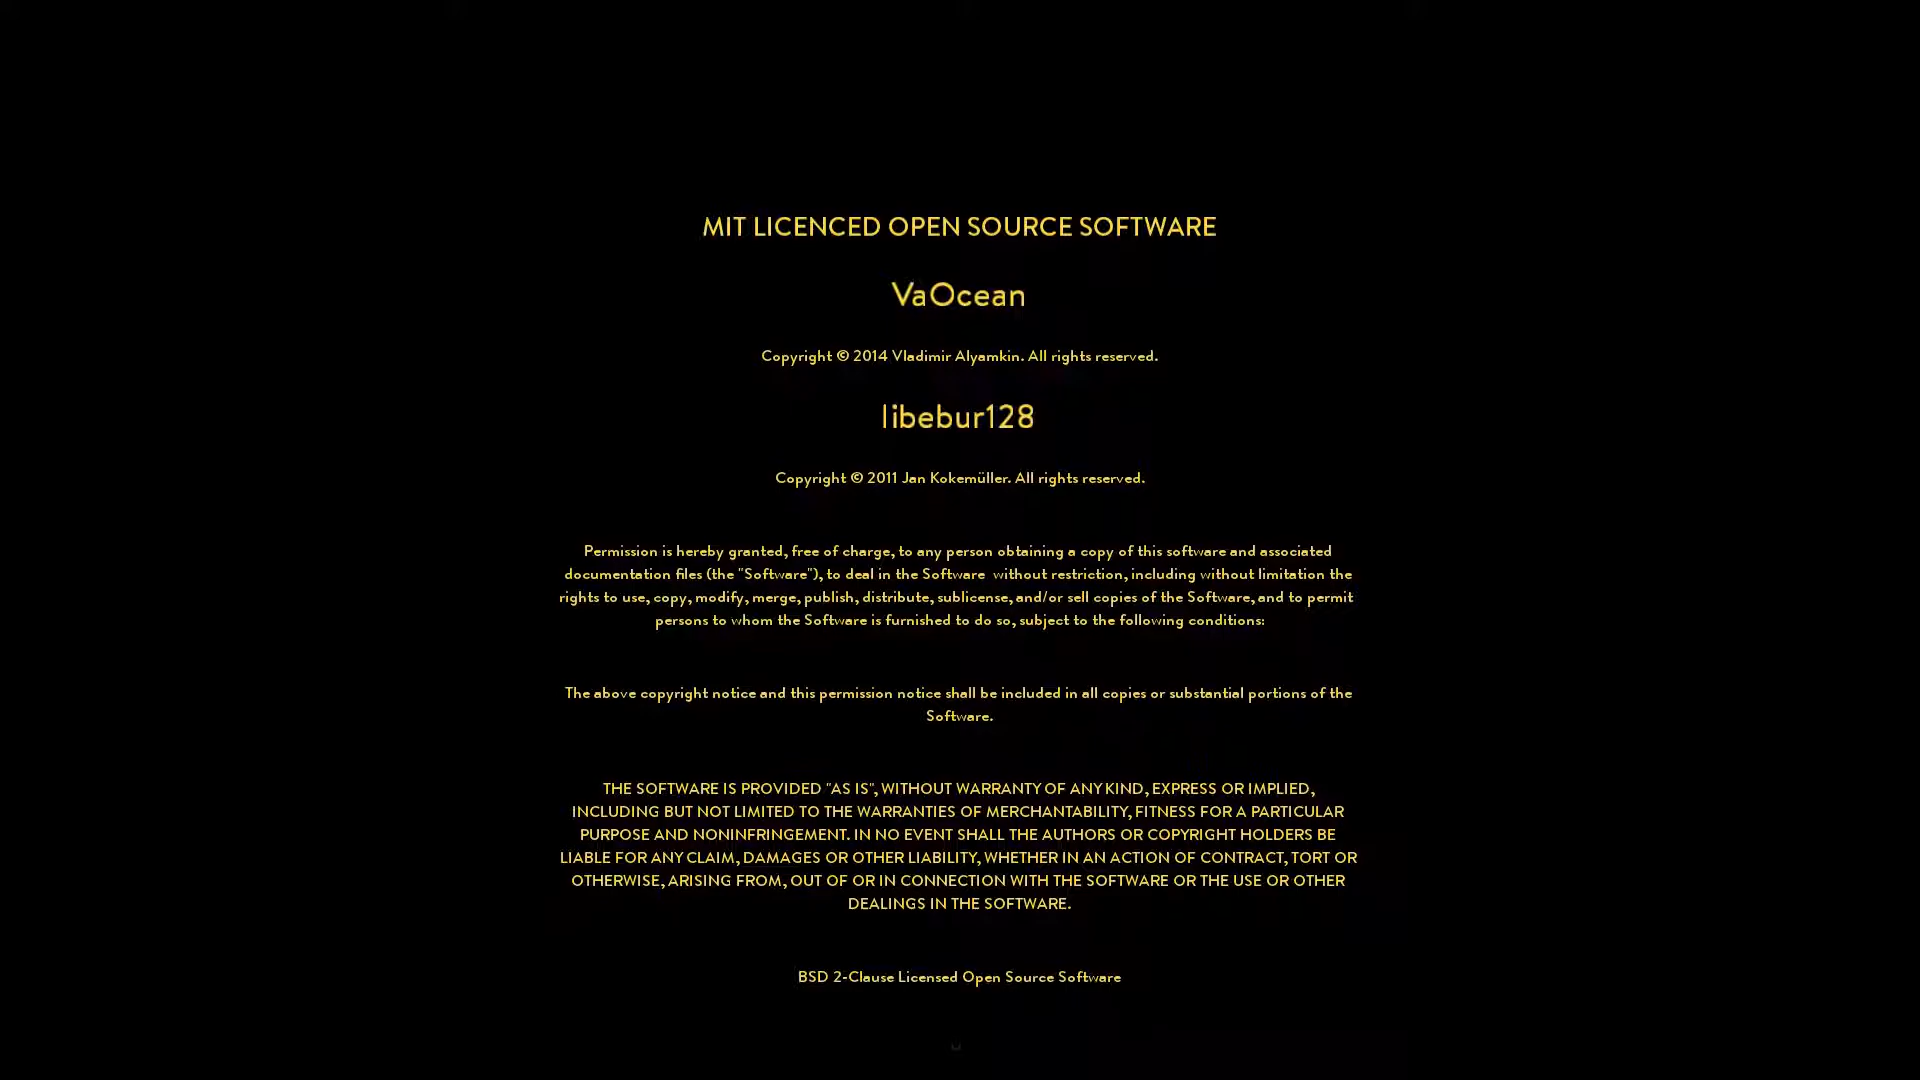 MIT LICENCED OPEN SOURCE SOFTWARE
VaOcean
Copyright © 2014 Vladimir Alyamkin. All rights reserved.
libebur128
Copyright © 2011 Jan Kokemüller. All rights reserved.
Permission is hereby granted, free of charge, to any person obtaining a copy of this software and associated
documentation files (the "Software"), to deal in the Software  without restriction, including without limitation the
rights to use, copy, modify, merge, publish, distribute, sublicense, and/or sell copies of the Software, and to permit
persons to whom the Software is furnished to do so, subject to the following conditions:
The above copyright notice and this permission notice shall be included in all copies or substantial portions of the
Software.
THE SOFTWARE IS PROVIDED "AS IS", WITHOUT WARRANTY OF ANY KIND, EXPRESS OR IMPLIED,
INCLUDING BUT NOT LIMITED TO THE WARRANTIES OF MERCHANTABILITY, FITNESS FOR A PARTICULAR
PURPOSE AND NONINFRINGEMENT. IN NO EVENT SHALL THE AUTHORS OR COPYRIGHT HOLDERS BE
LIABLE FOR ANY CLAIM, DAMAGES OR OTHER LIABILITY, WHETHER IN AN ACTION OF CONTRACT, TORT OR
OTHERWISE, ARISING FROM, OUT OF OR IN CONNECTION WITH THE SOFTWARE OR THE USE OR OTHER
DEALINGS IN THE SOFTWARE.
BSD 2-Clause Licensed Open Source Software